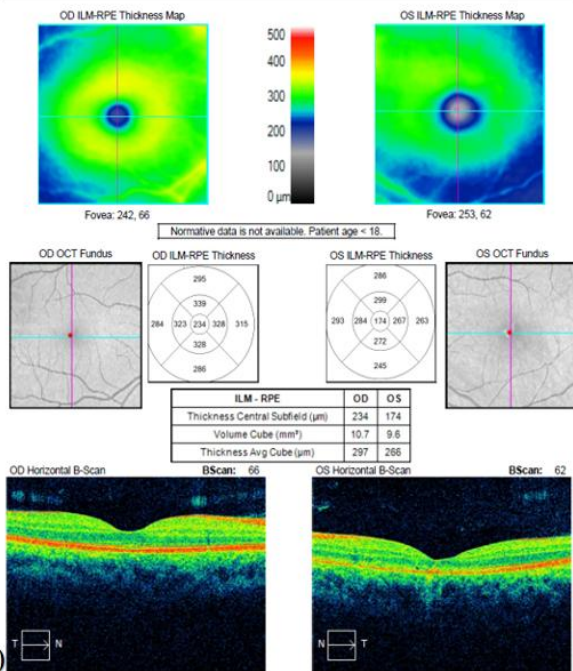 OD ILM-RPE Thickness Map
OS ILM-RPE Thickness Map
500
400
300
200
100
0 µm
Fovea: 242, 66
Fovea: 253, 62
Normative data is not available. Patient age < 18.
OD OCT Fundus
OD ILM-RPE Thickness
OS ILM-RPE Thickness
OS OCT Fundus
295
339
284 323 234 328 315
328
286
286
299
293 284 174 267 263
272
245
ILM - RPE OD OS
Thickness Central Subfield (µm) 234 174
Volume Cube (mm³) 10.7 9.6
Thickness Avg Cube (µm) 297 266
OD Horizontal B-Scan BScan: 66
OS Horizontal B-Scan BScan: 62
T N
T N
)